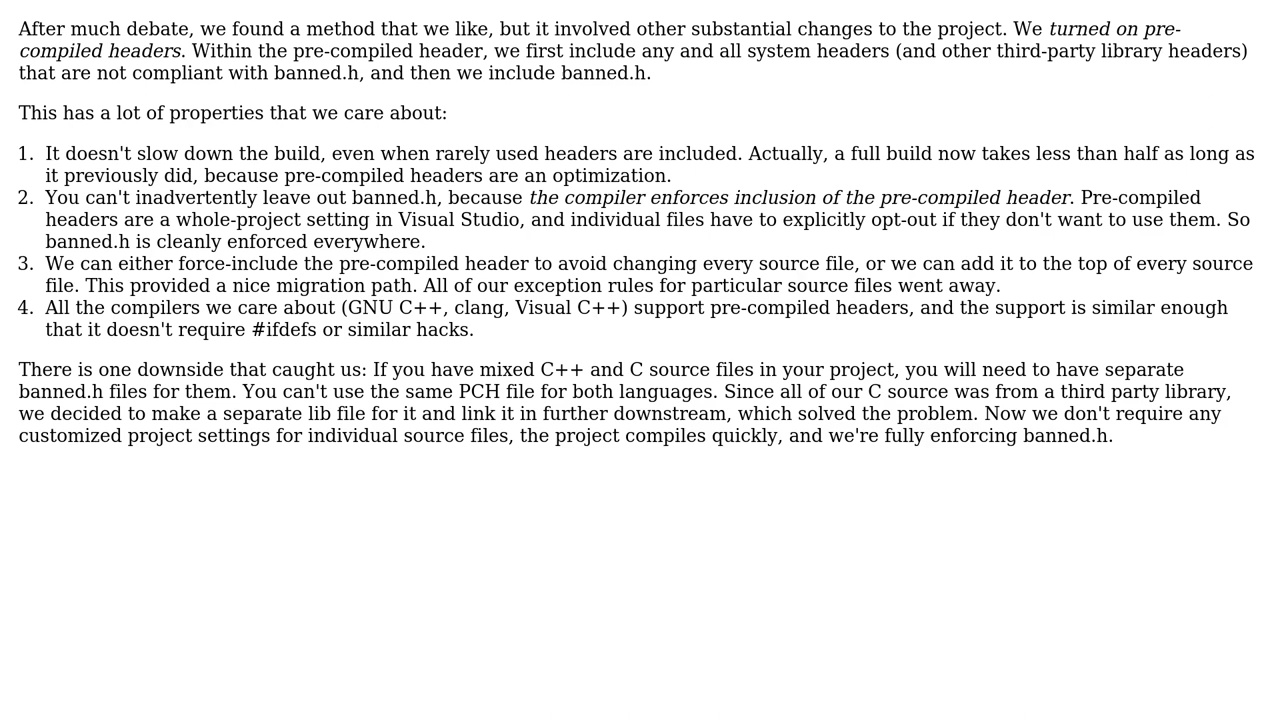 After much debate, we found a method that we like, but it involved other substantial changes to the project. We turned on pre-
compiled headers. Within the pre-compiled header, we first include any and all system headers (and other third-party library headers)
that are not compliant with banned.h, and then we include banned.h.
This has a lot of properties that we care about:
1. It doesn't slow down the build, even when rarely used headers are included. Actually, a full build now takes less than half as long as
it previously did, because pre-compiled headers are an optimization.
2. You can't inadvertently leave out banned.h, because the compiler enforces inclusion of the pre-compiled header. Pre-compiled
headers are a whole-project setting in Visual Studio, and individual files have to explicitly opt-out if they don't want to use them. So
banned.h is cleanly enforced everywhere.
3. We can either force-include the pre-compiled header to avoid changing every source file, or we can add it to the top of every source
file. This provided a nice migration path. All of our exception rules for particular source files went away.
4. All the compilers we care about (GNU C++, clang, Visual C++) support pre-compiled headers, and the support is similar enough
that it doesn't require #ifdefs or similar hacks.
There is one downside that caught us: If you have mixed C++ and C source files in your project, you will need to have separate
banned.h files for them. You can't use the same PCH file for both languages. Since all of our C source was from a third party library,
we decided to make a separate lib file for it and link it in further downstream, which solved the problem. Now we don't require any
customized project settings for individual source files, the project compiles quickly, and we're fully enforcing banned.h.